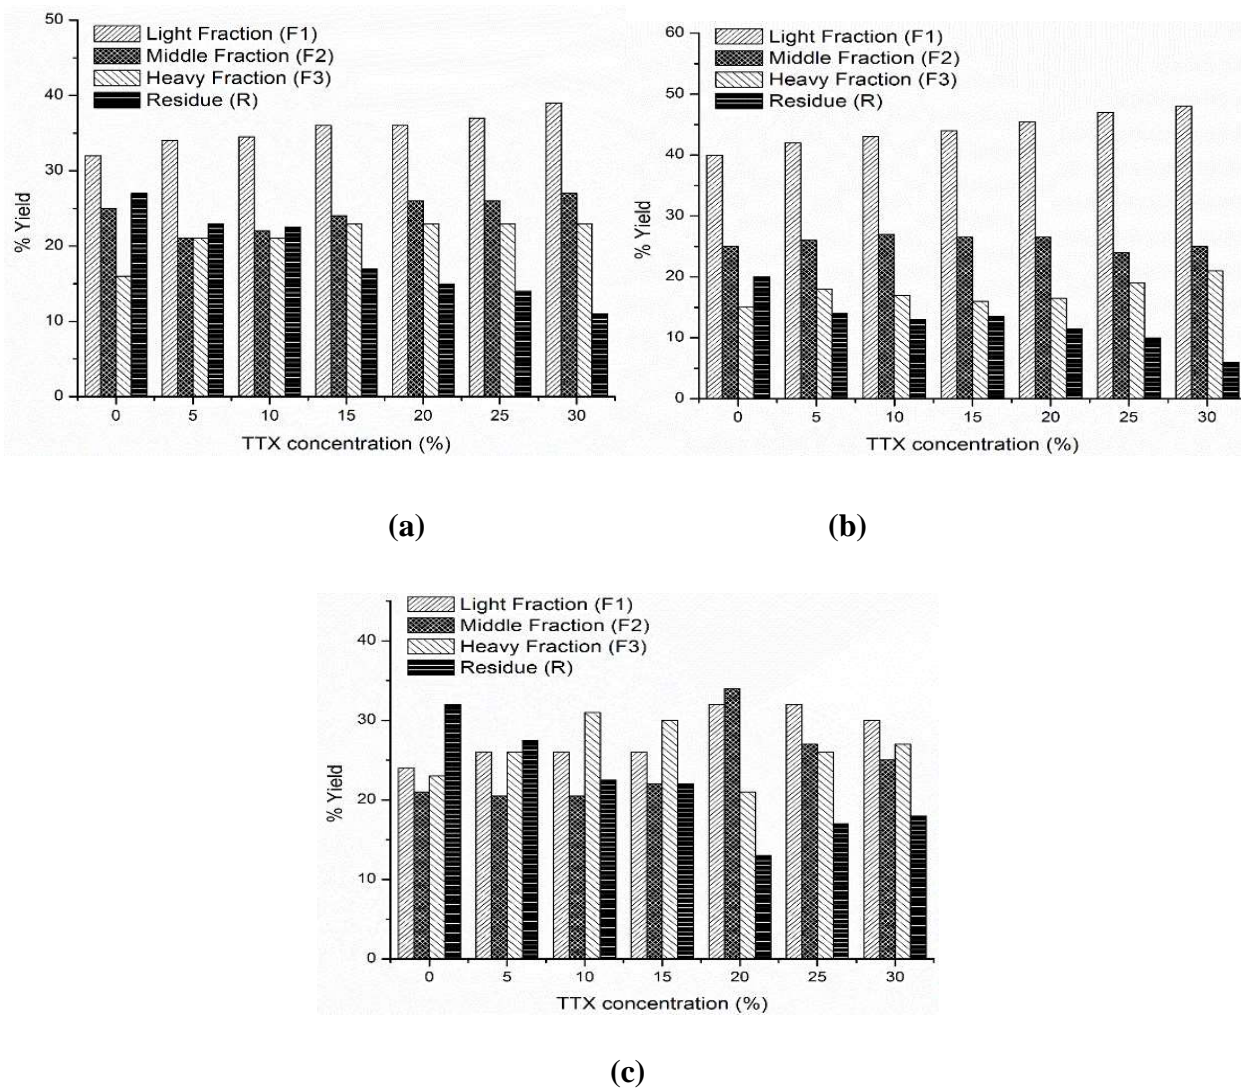 50
40
30
20
10
0
% Yield
Light Fraction (F1)
Middle Fraction (F2)
Heavy Fraction (F3)
Residue (R)
0 5 10 15 20 25 30
TTX concentration (%)
(a)
60
50
40
30
20
10
0
% Yield
Light Fraction (F1)
Middle Fraction (F2)
Heavy Fraction (F3)
Residue (R)
0 5 10 15 20 25 30
TTX concentration (%)
(b)
40
30
20
10
0
% Yield
Light Fraction (F1)
Middle Fraction (F2)
Heavy Fraction (F3)
Residue (R)
0 5 10 15 20 25 30
TTX concentration (%)
(c)